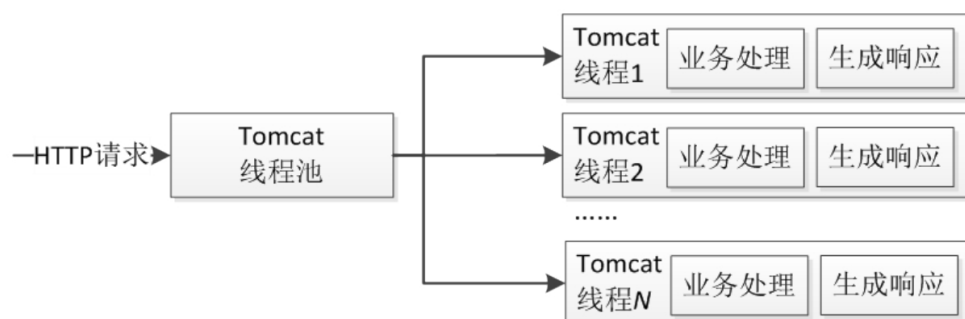 HTTP请求
Tomcat
线程池
Tomcat
线程1
业务处理
生成响应
Tomcat
线程2
业务处理
生成响应
……
Tomcat
线程N
业务处理
生成响应